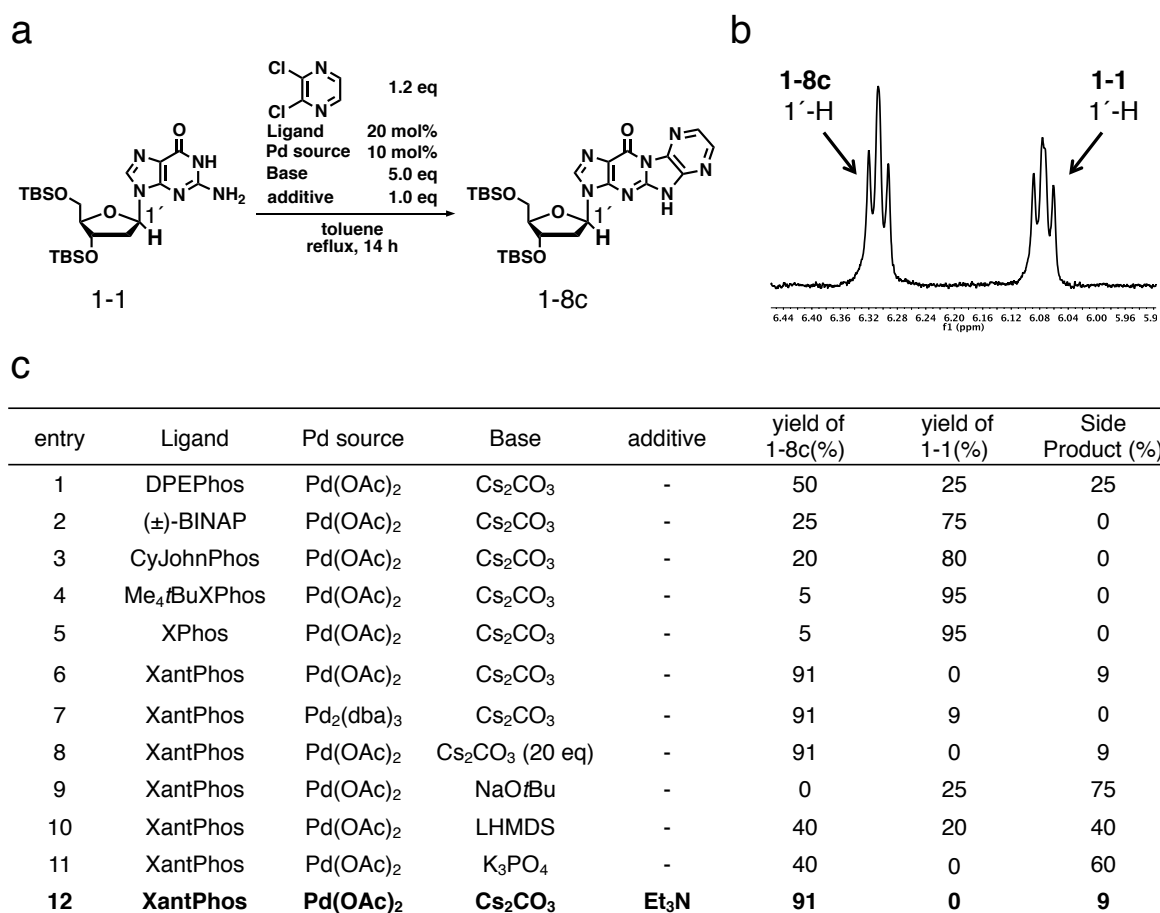 a
b
Cl
N
Cl
N
1.2 eq
Ligand 20 mol%
Pd source 10 mol%
Base 5.0 eq
additive 1.0 eq
toluene
reflux, 14 h
O
N
NH
N
N
NH₂
TBSO
O
1´
H
TBSO
1-1
O
N
N
N
N
N
N
N
H
TBSO
O
1´
H
TBSO
1-8c
1-8c
1´-H
1-1
1´-H
6.44 6.40 6.36 6.32 6.28 6.24 6.20 6.16 6.12 6.08 6.04 6.00 5.96 5.9
f1 (ppm)
c
entry Ligand Pd source Base additive yield of 1-8c(%) yield of 1-1(%) Side Product (%)
1 DPEPhos Pd(OAc)₂ Cs₂CO₃ - 50 25 25
2 (±)-BINAP Pd(OAc)₂ Cs₂CO₃ - 25 75 0
3 CyJohnPhos Pd(OAc)₂ Cs₂CO₃ - 20 80 0
4 Me₄tBuXPhos Pd(OAc)₂ Cs₂CO₃ - 5 95 0
5 XPhos Pd(OAc)₂ Cs₂CO₃ - 5 95 0
6 XantPhos Pd(OAc)₂ Cs₂CO₃ - 91 0 9
7 XantPhos Pd₂(dba)₃ Cs₂CO₃ - 91 9 0
8 XantPhos Pd(OAc)₂ Cs₂CO₃ (20 eq) - 91 0 9
9 XantPhos Pd(OAc)₂ NaOtBu - 0 25 75
10 XantPhos Pd(OAc)₂ LHMDS - 40 20 40
11 XantPhos Pd(OAc)₂ K₃PO₄ - 40 0 60
12 XantPhos Pd(OAc)₂ Cs₂CO₃ Et₃N 91 0 9